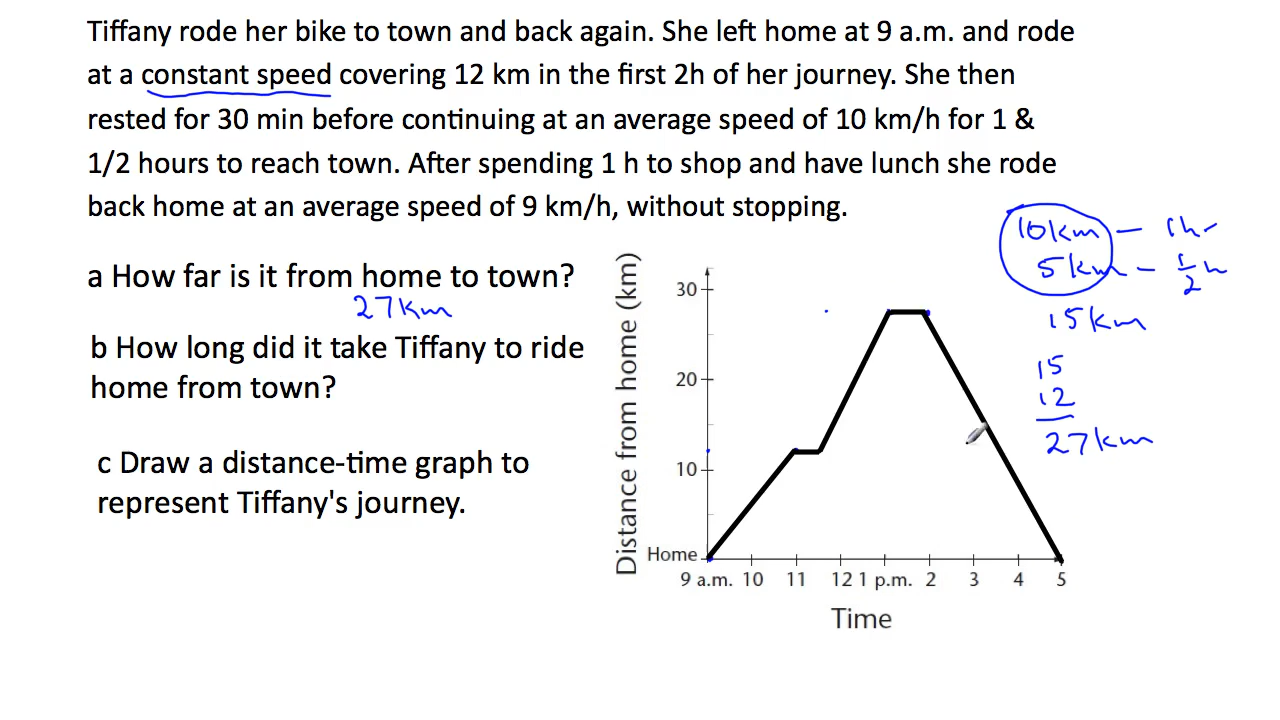 Tiffany rode her bike to town and back again. She left home at 9 a.m. and rode
at a constant speed covering 12 km in the first 2h of her journey. She then
rested for 30 min before continuing at an average speed of 10 km/h for 1 &
1/2 hours to reach town. After spending 1 h to shop and have lunch she rode
back home at an average speed of 9 km/h, without stopping.
a How far is it from home to town?
27km
b How long did it take Tiffany to ride
home from town?
c Draw a distance-time graph to
represent Tiffany's journey.
Distance from home (km)
30
20
10
Home
9 a.m. 10 11 12 1 p.m. 2 3 4 5
Time
10km - 1hr
5km - 1/2 h
15km
15
12
27km